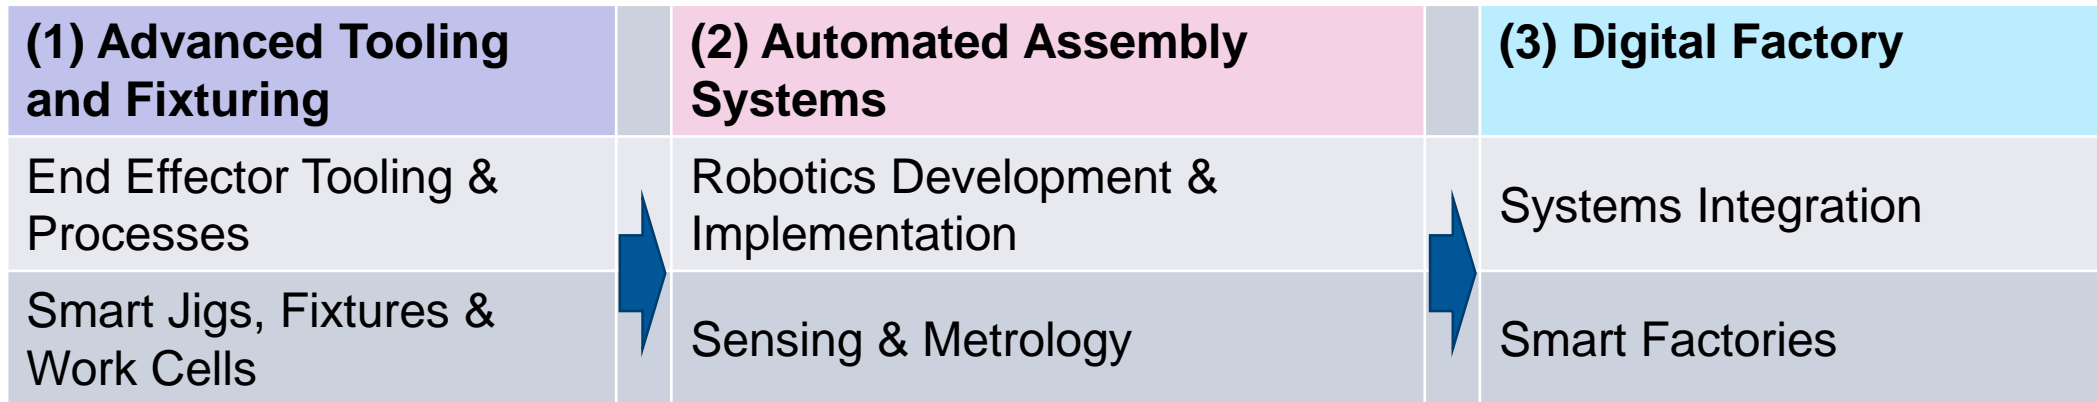 (1) Advanced Tooling
and Fixturing
(2) Automated Assembly
Systems
(3) Digital Factory
End Effector Tooling &
Processes
Robotics Development &
Implementation
Systems Integration
Smart Jigs, Fixtures &
Work Cells
Sensing & Metrology
Smart Factories